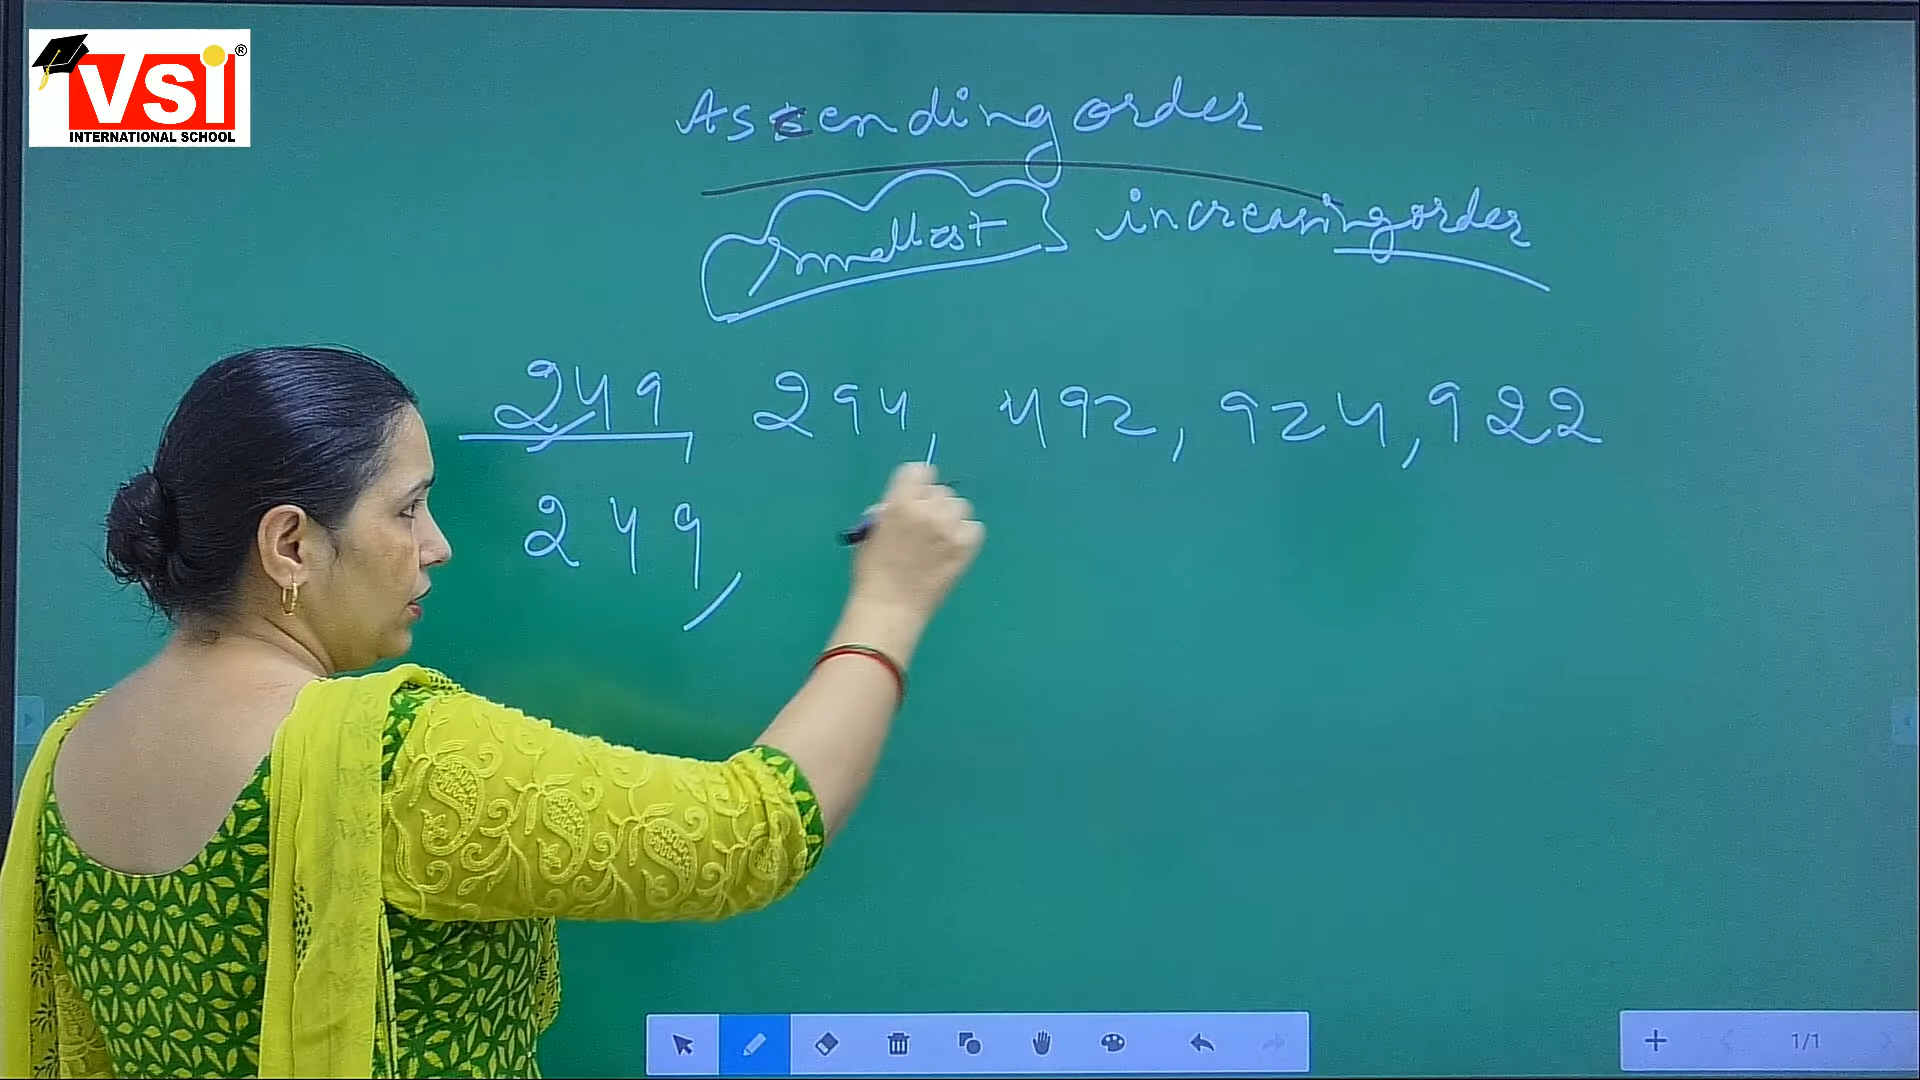 VSI ®
INTERNATIONAL SCHOOL
Ascending order
Smallest increasing order
249, 294, 492, 924, 922
249,
1/1